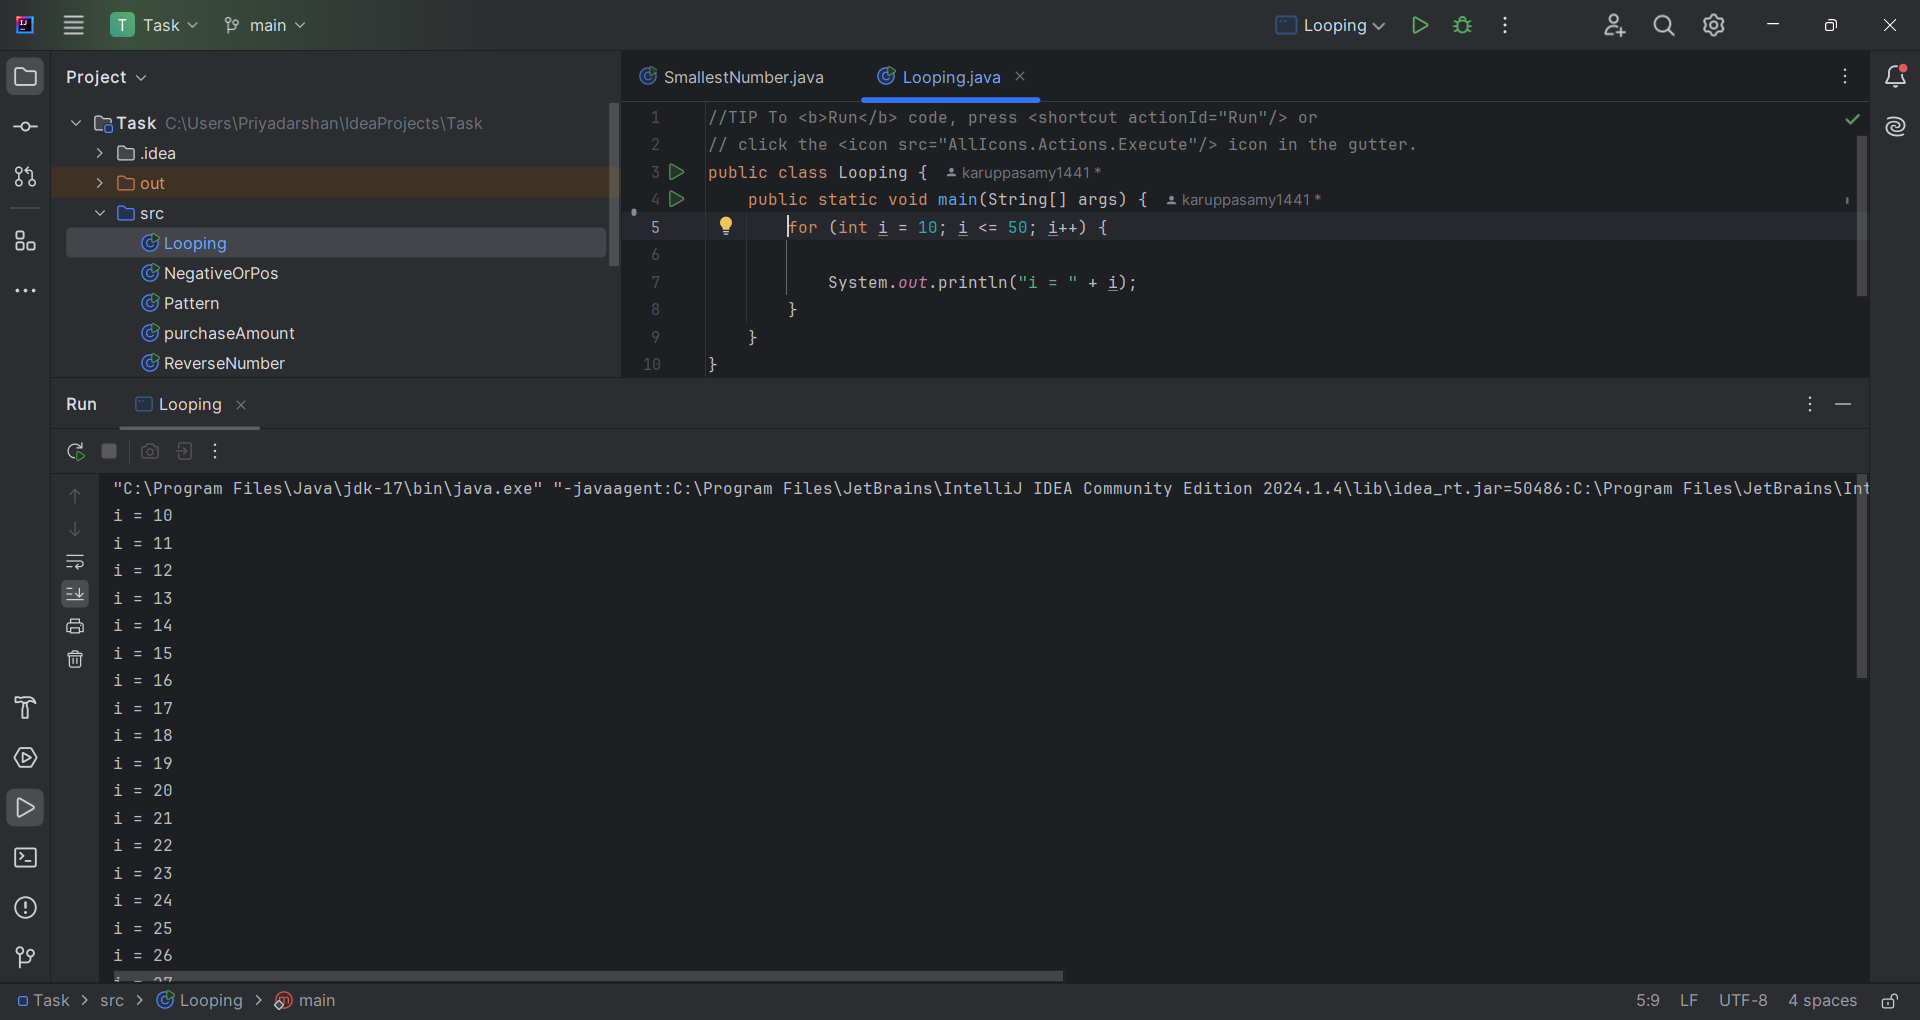 T Task main Looping
Project
Task C:\Users\Priyadarshan\IdeaProjects\Task
.idea
out
src
Looping
NegativeOrPos
Pattern
purchaseAmount
ReverseNumber
SmallestNumber.java Looping.java
1 //TIP To <b>Run</b> code, press <shortcut actionId="Run"/> or
2 // click the <icon src="AllIcons.Actions.Execute"/> icon in the gutter.
3 public class Looping { karuppasamy1441 *
4 public static void main(String[] args) { karuppasamy1441 *
5 for (int i = 10; i <= 50; i++) {
6
7 System.out.println("i = " + i);
8 }
9 }
10 }
Run Looping
"C:\Program Files\Java\jdk-17\bin\java.exe" "-javaagent:C:\Program Files\JetBrains\IntelliJ IDEA Community Edition 2024.1.4\lib\idea_rt.jar=50486:C:\Program Files\JetBrains\Int
i = 10
i = 11
i = 12
i = 13
i = 14
i = 15
i = 16
i = 17
i = 18
i = 19
i = 20
i = 21
i = 22
i = 23
i = 24
i = 25
i = 26
i = 27
Task > src > Looping > main 5:9 LF UTF-8 4 spaces